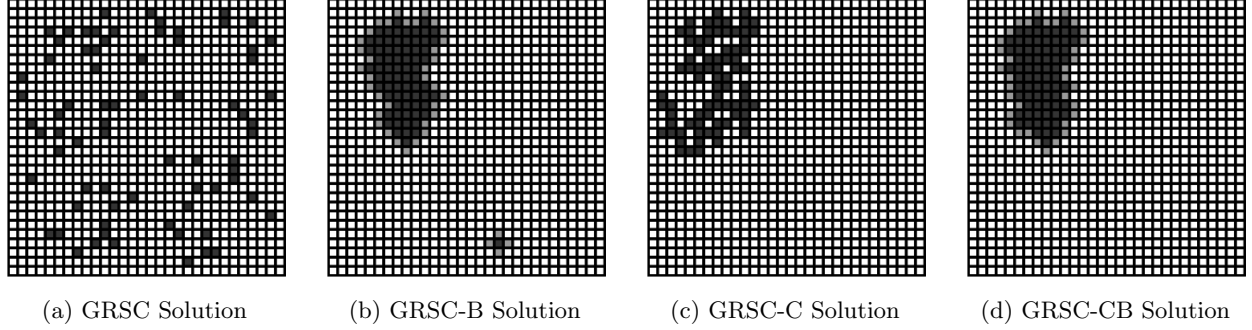 (a) GRSC Solution
(b) GRSC-B Solution
(c) GRSC-C Solution
(d) GRSC-CB Solution